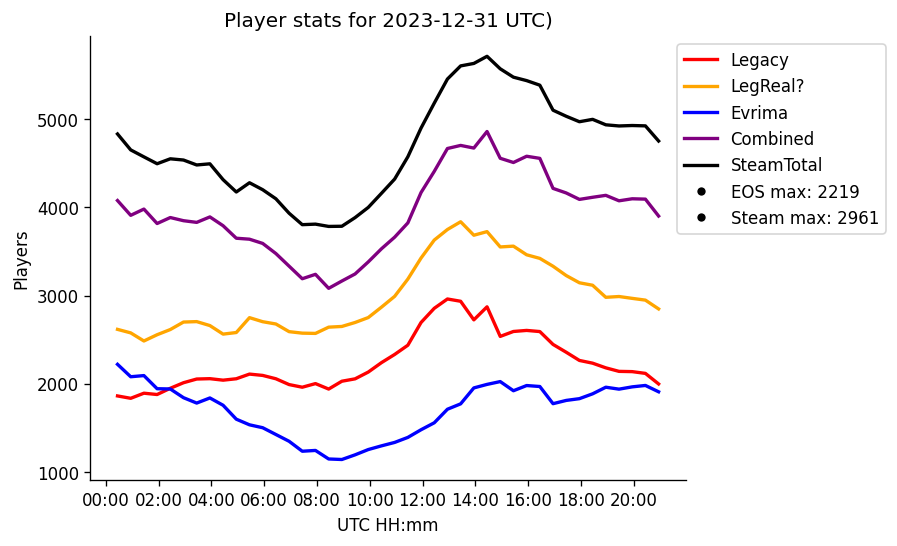 Player stats for 2023-12-31 UTC)
Legacy
LegReal?
Evrima
Combined
SteamTotal
EOS max: 2219
Steam max: 2961
Players
5000
4000
3000
2000
1000
00:00 02:00 04:00 06:00 08:00 10:00 12:00 14:00 16:00 18:00 20:00
UTC HH:mm